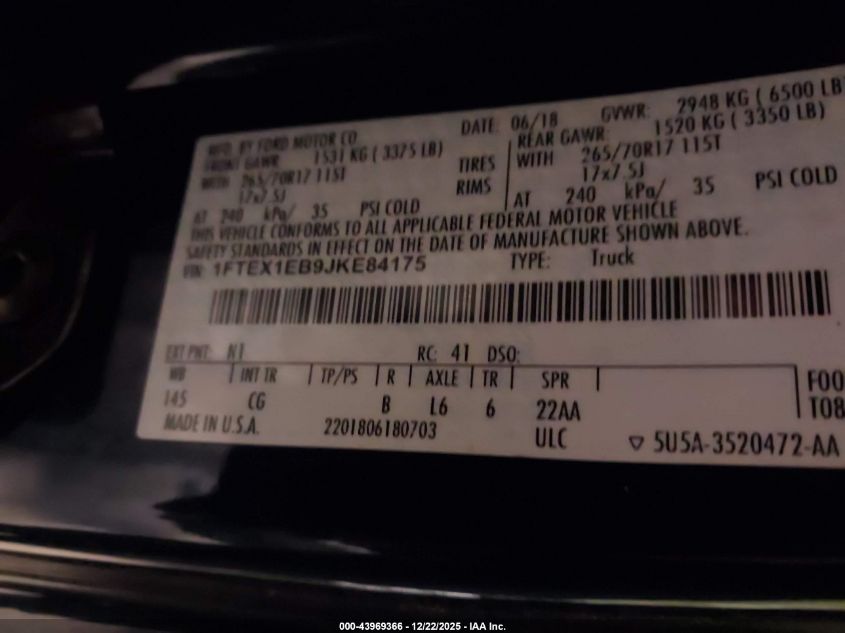 MFD. BY FORD MOTOR CO. DATE: 06/18 GVWR: 2948 KG ( 6500 LB
FRONT GAWR: 1531 KG ( 3375 LB) REAR GAWR: 1520 KG ( 3350 LB)
WITH 265/70R17 115T TIRES WITH 265/70R17 115T
17x7.5J RIMS 17x7.5J
AT 240 kPa/ 35 PSI COLD AT 240 kPa/ 35 PSI COLD
THIS VEHICLE CONFORMS TO ALL APPLICABLE FEDERAL MOTOR VEHICLE
SAFETY STANDARDS IN EFFECT ON THE DATE OF MANUFACTURE SHOWN ABOVE.
VIN: 1FTEX1EB9JKE84175 TYPE: Truck
EXT PNT: N1 RC: 41 DSO:
WB INT TR TP/PS R AXLE TR SPR
145 CG B L6 6 22AA
F00
T08
MADE IN U.S.A. 2201806180703 ULC 5U5A-3520472-AA
000-43969366 - 12/22/2025 - IAA Inc.